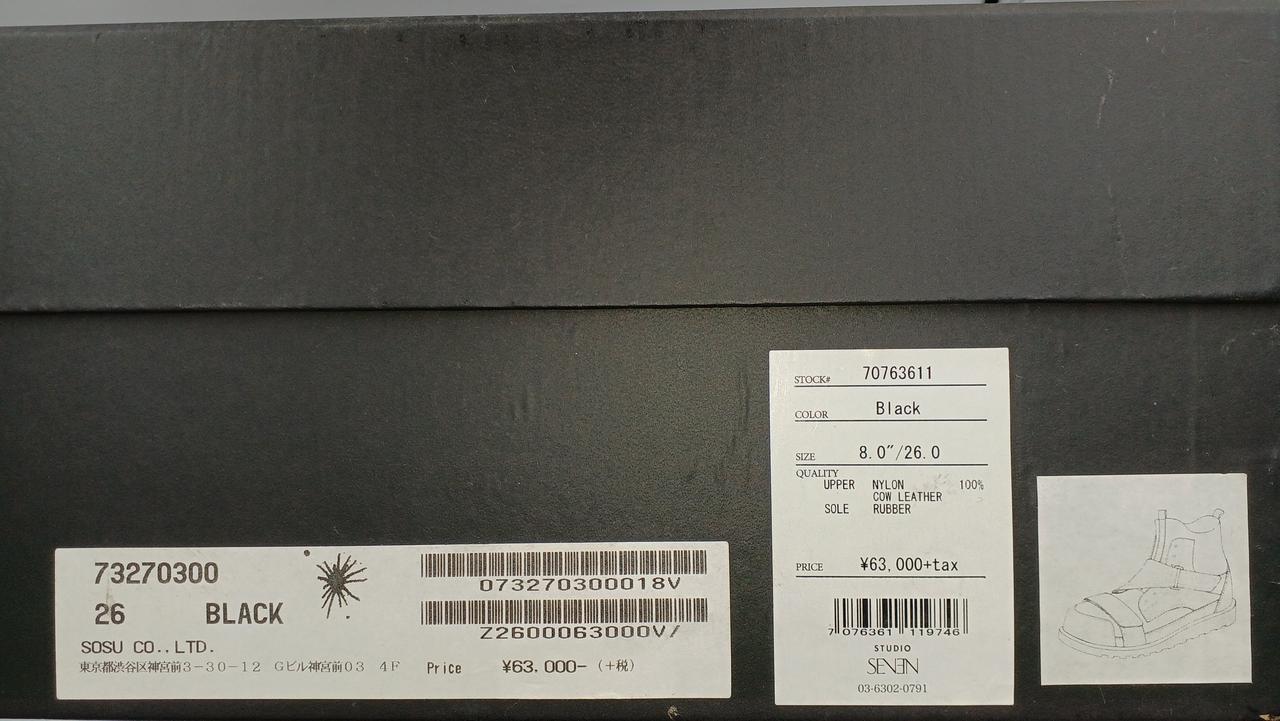 73270300
26 BLACK
SOSU CO.,LTD.
東京都渋谷区神宮前3-30-12 Gビル神宮前03 4F
073270300018V
Z2600063000V/
Price ¥63,000- (+税)
STOCK# 70763611
COLOR Black
SIZE 8.0″/26.0
QUALITY
UPPER NYLON 100%
COW LEATHER
SOLE RUBBER
PRICE ¥63,000+tax
7 076361 119746
STUDIO
SEVEN
03-6302-0791